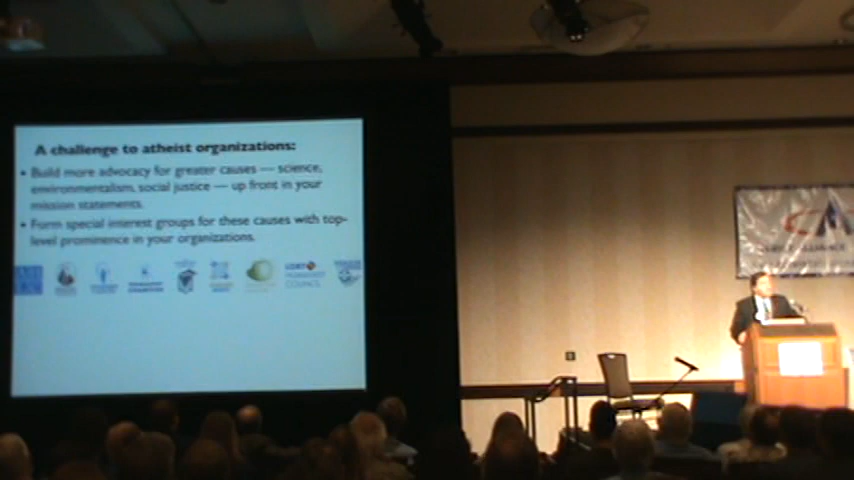 A challenge to atheist organizations:
• Build more advocacy for greater causes — science,
environmentalism, social justice — up front in your
mission statements.
• Form special interest groups for these causes with top-
level prominence in your organizations.
COUNCIL
ALLIANCE